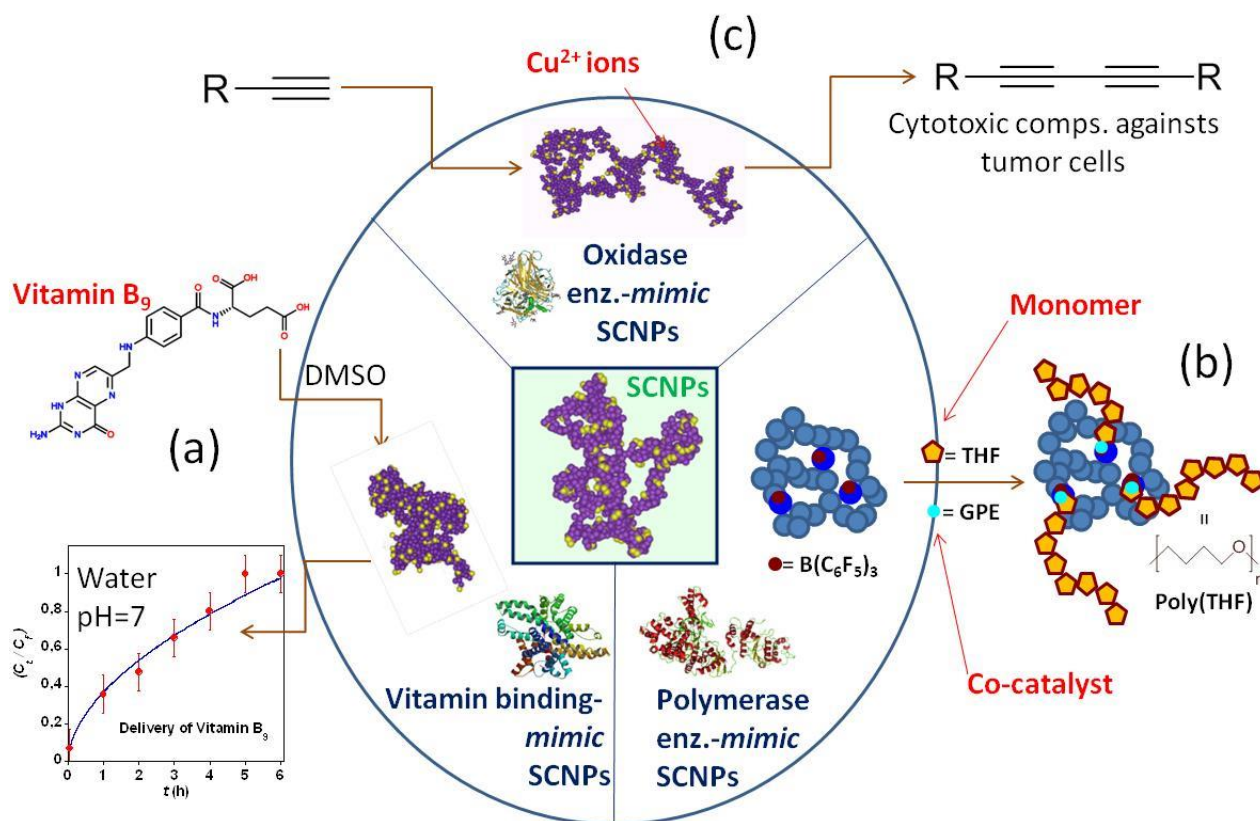 (c)
Cu²⁺ ions
R
R
R
Cytotoxic comps. againsts
tumor cells
Oxidase
enz.-mimic
SCNPs
Vitamin B₉
O
OH
OH
O
N
H
O
HN
N
N
HN
N
H₂N
N
O
DMSO
(a)
SCNPs
Monomer
(b)
= THF
= GPE
= B(C₆F₅)₃
=
O
n
Poly(THF)
Co-catalyst
Water
pH=7
(Cₜ / C_f)
1
0.8
0.6
0.4
0.2
0
Delivery of Vitamin B₉
0 1 2 3 4 5 6
t (h)
Vitamin binding-
mimic
SCNPs
Polymerase
enz.-mimic
SCNPs